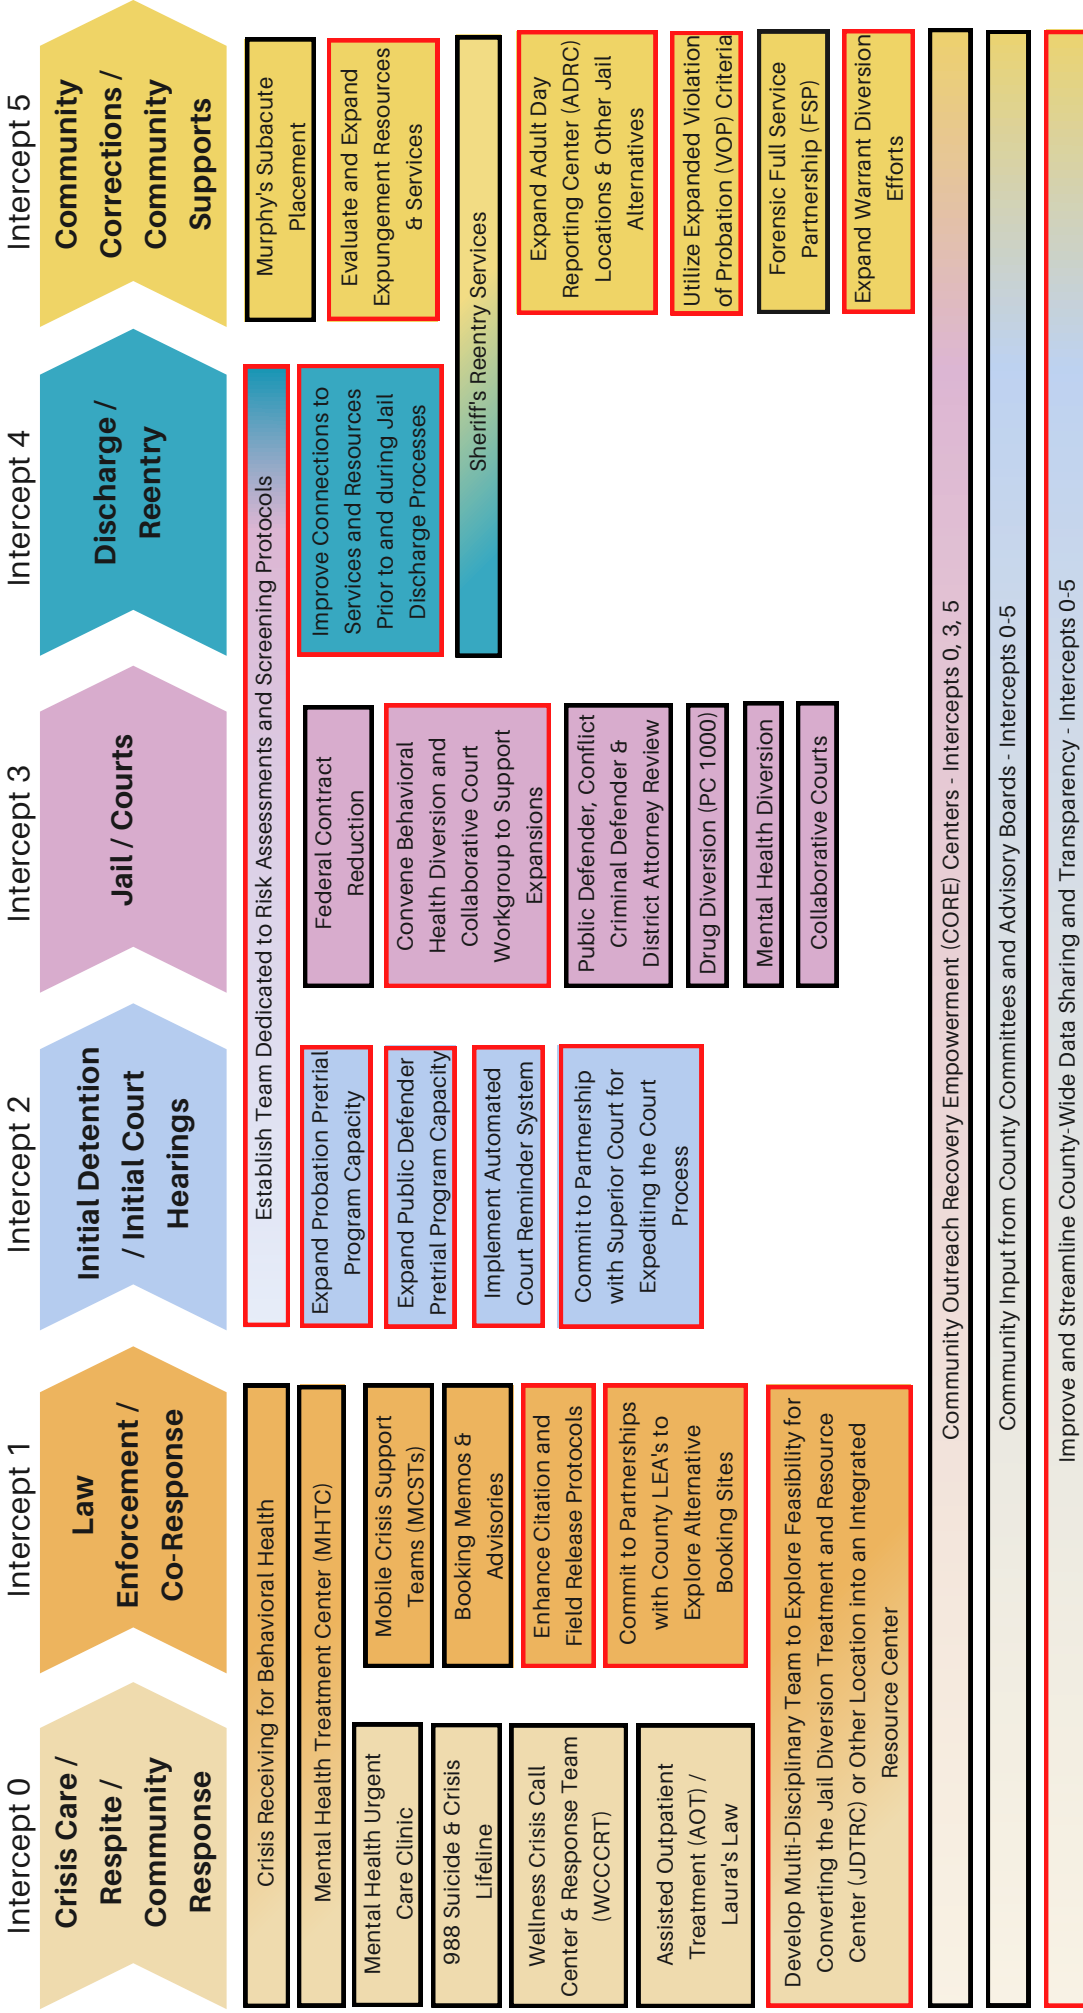 Intercept 0
Crisis Care /
Respite /
Community
Response
Intercept 1
Law
Enforcement /
Co-Response
Intercept 2
Initial Detention
/ Initial Court
Hearings
Intercept 3
Jail / Courts
Intercept 4
Discharge /
Reentry
Intercept 5
Community
Corrections /
Community
Supports
Crisis Receiving for Behavioral Health
Mental Health Treatment Center (MHTC)
Mental Health Urgent
Care Clinic
988 Suicide & Crisis
Lifeline
Wellness Crisis Call
Center & Response Team
(WCCCRT)
Assisted Outpatient
Treatment (AOT) /
Laura's Law
Mobile Crisis Support
Teams (MCSTs)
Booking Memos &
Advisories
Enhance Citation and
Field Release Protocols
Commit to Partnerships
with County LEA's to
Explore Alternative
Booking Sites
Develop Multi-Disciplinary Team to Explore Feasibility for
Converting the Jail Diversion Treatment and Resource
Center (JDTRC) or Other Location into an Integrated
Resource Center
Establish Team Dedicated to Risk Assessments and Screening Protocols
Expand Probation Pretrial
Program Capacity
Expand Public Defender
Pretrial Program Capacity
Implement Automated
Court Reminder System
Commit to Partnership
with Superior Court for
Expediting the Court
Process
Federal Contract
Reduction
Convene Behavioral
Health Diversion and
Collaborative Court
Workgroup to Support
Expansions
Public Defender, Conflict
Criminal Defender &
District Attorney Review
Drug Diversion (PC 1000)
Mental Health Diversion
Collaborative Courts
Improve Connections to
Services and Resources
Prior to and during Jail
Discharge Processes
Sheriff's Reentry Services
Murphy's Subacute
Placement
Evaluate and Expand
Expungement Resources
& Services
Expand Adult Day
Reporting Center (ADRC)
Locations & Other Jail
Alternatives
Utilize Expanded Violation
of Probation (VOP) Criteria
Forensic Full Service
Partnership (FSP)
Expand Warrant Diversion
Efforts
Community Outreach Recovery Empowerment (CORE) Centers - Intercepts 0, 3, 5
Community Input from County Committees and Advisory Boards - Intercepts 0-5
Improve and Streamline County-Wide Data Sharing and Transparency - Intercepts 0-5